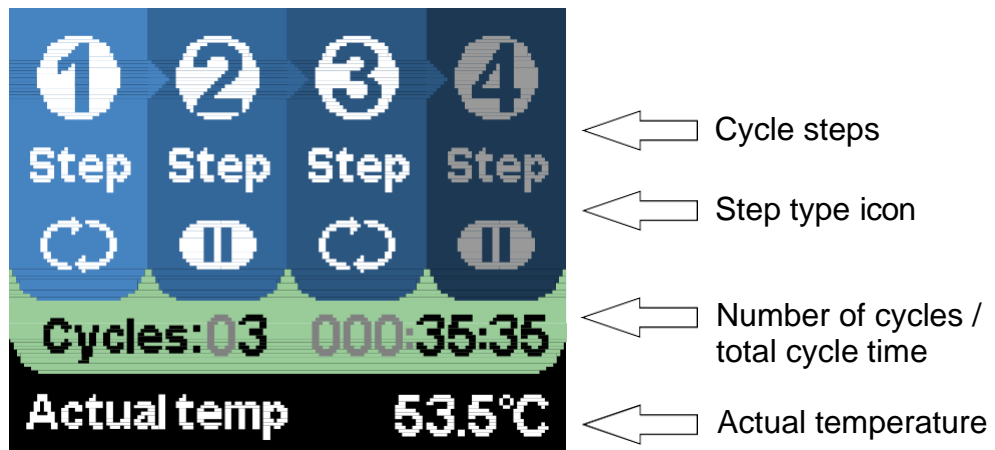 1 2 3 4
Step Step Step Step
Cycle steps
Step type icon
Cycles:03 000:35:35
Number of cycles /
total cycle time
Actual temp 53.5°C
Actual temperature